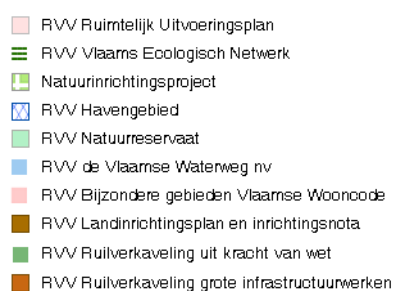 RVV Ruimtelijk Uitvoeringsplan
RVV Vlaams Ecologisch Netwerk
Natuurinrichtingsproject
RVV Havengebied
RVV Natuurreservaat
RVV de Vlaamse Waterweg nv
RVV Bijzondere gebieden Vlaamse Wooncode
RVV Landinrichtingsplan en inrichtingsnota
RVV Ruilverkaveling uit kracht van wet
RVV Ruilverkaveling grote infrastructuurwerken